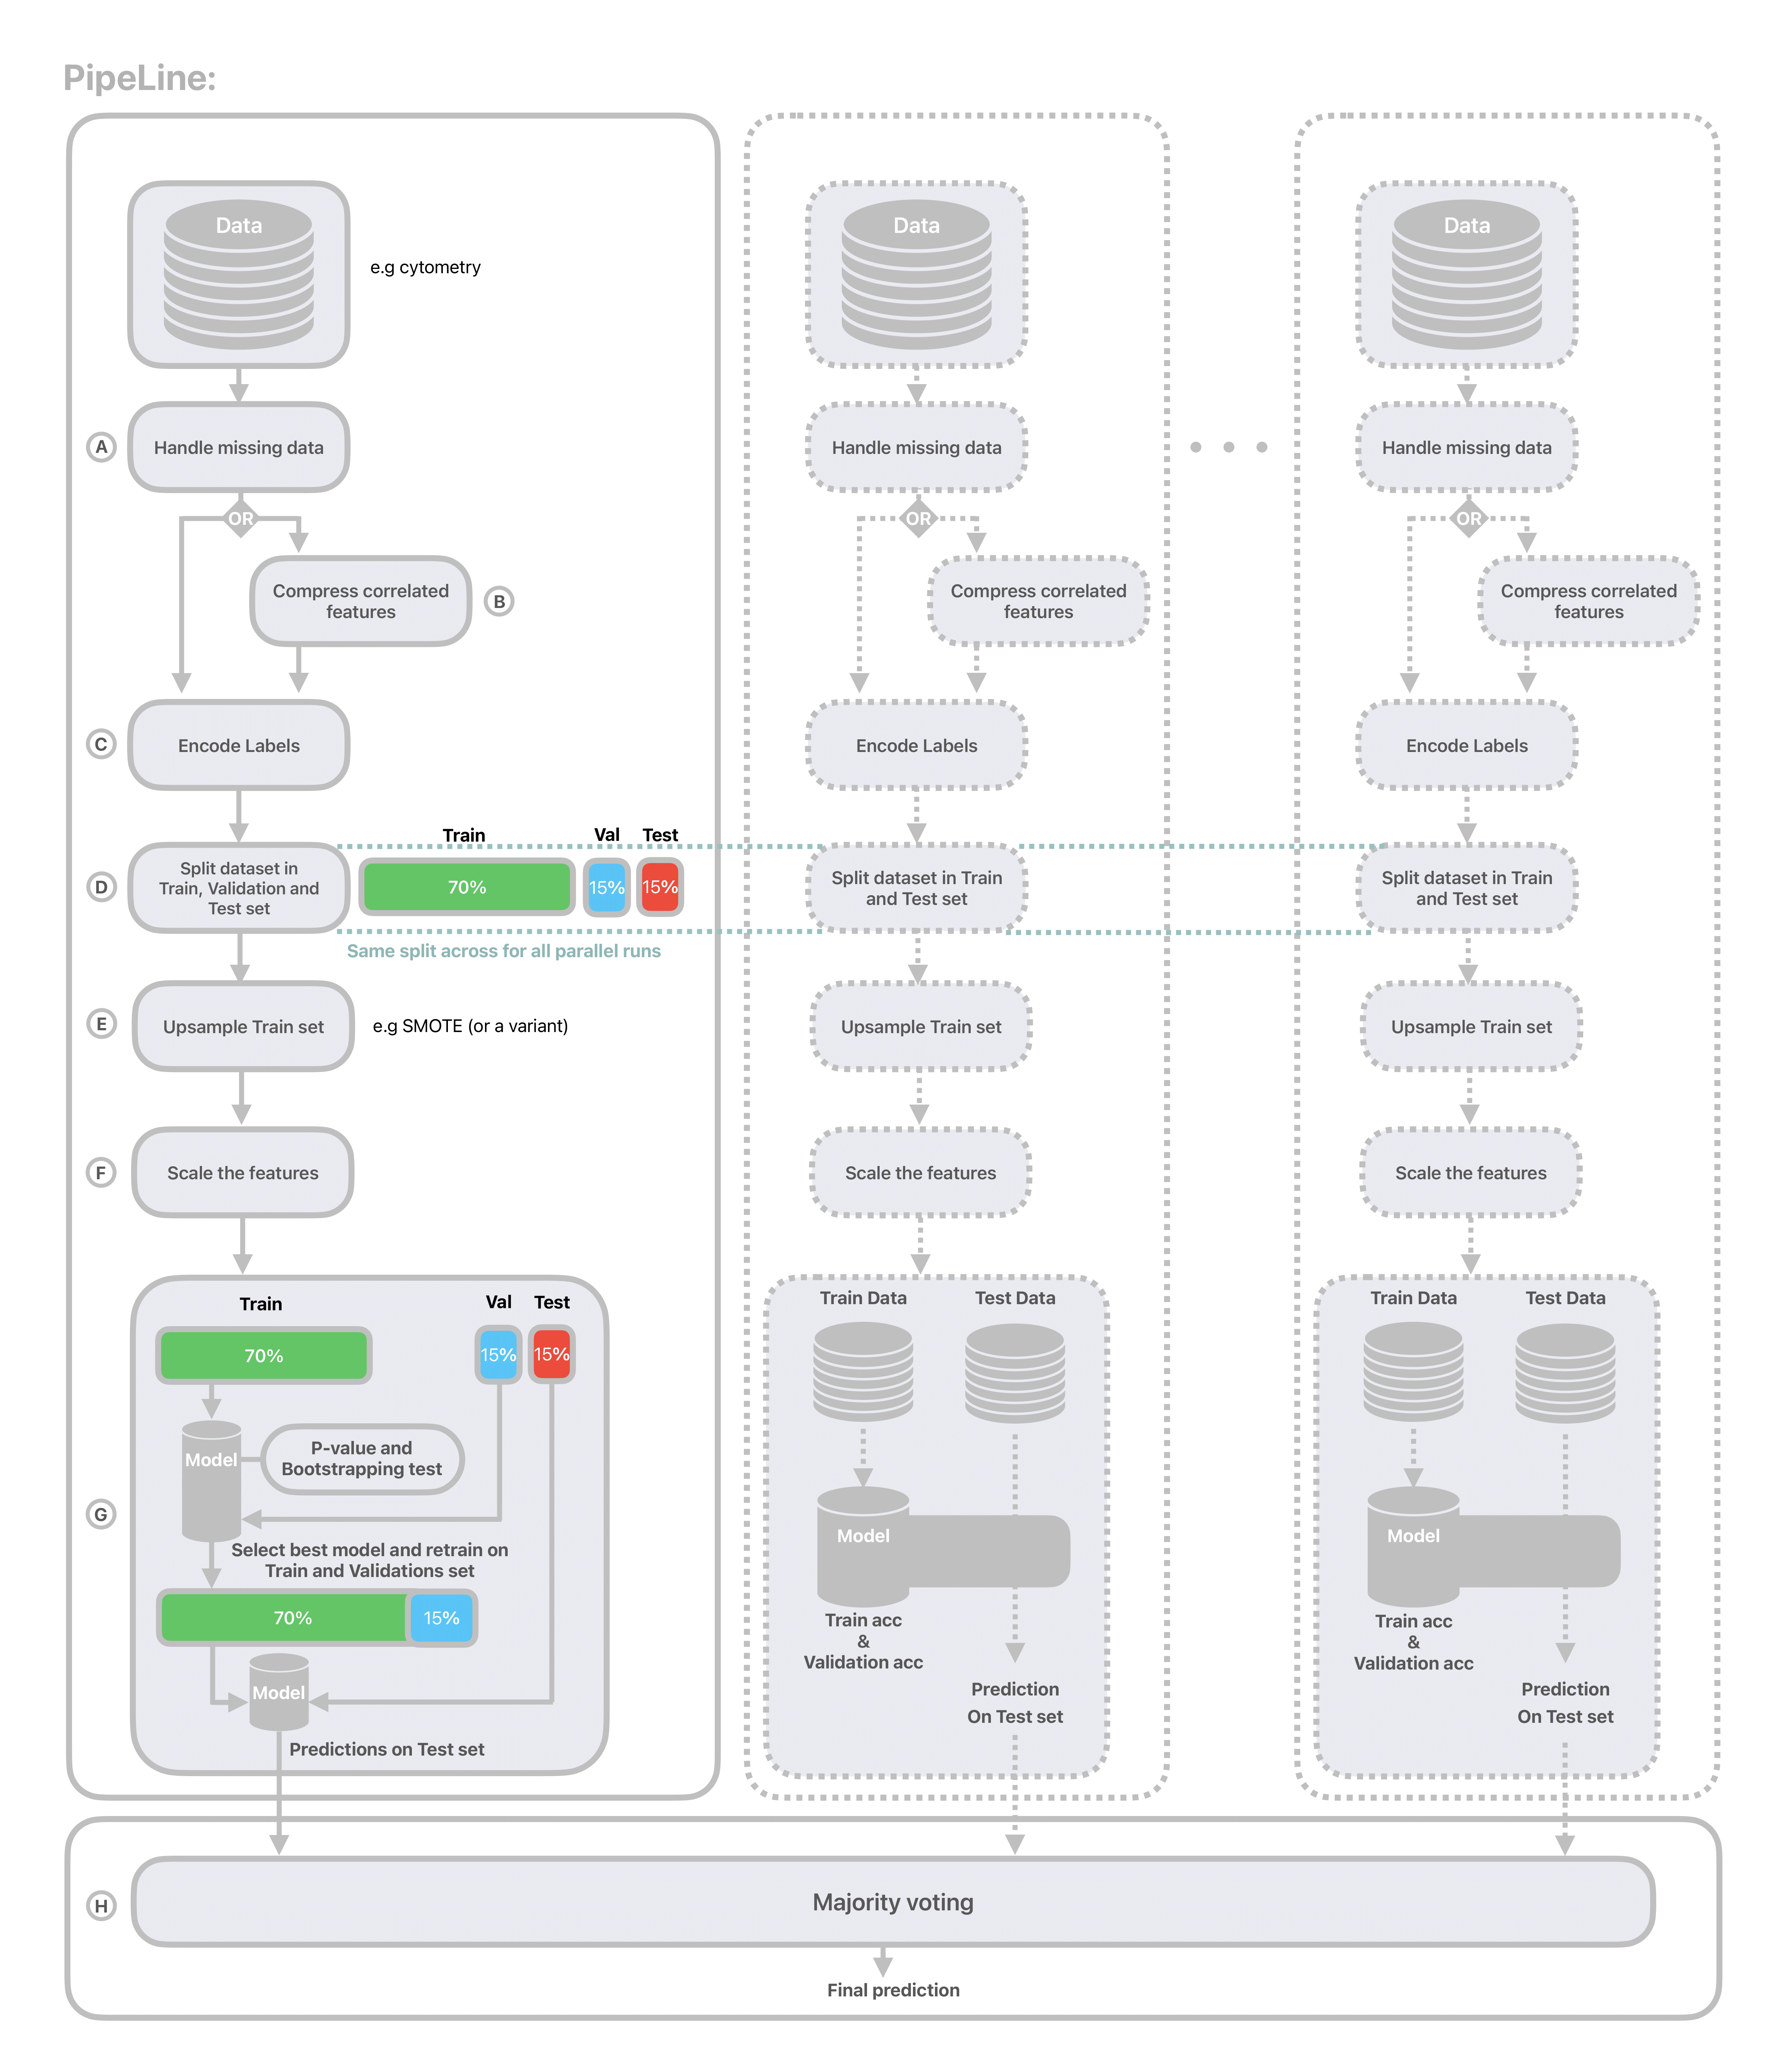 PipeLine:
Data
e.g cytometry
A
Handle missing data
OR
Compress correlated
features
B
C
Encode Labels
D
Split dataset in
Train, Validation and
Test set
Train
Val
Test
70%
15%
15%
Same split across for all parallel runs
E
Upsample Train set
e.g SMOTE (or a variant)
F
Scale the features
G
Train
Val
Test
70%
15%
15%
Model
P-value and
Bootstrapping test
Select best model and retrain on
Train and Validations set
70%
15%
Model
Predictions on Test set
Data
Handle missing data
OR
Compress correlated
features
Encode Labels
Split dataset in Train
and Test set
Upsample Train set
Scale the features
Train Data
Test Data
Model
Train acc
&
Validation acc
Prediction
On Test set
Data
Handle missing data
OR
Compress correlated
features
Encode Labels
Split dataset in Train
and Test set
Upsample Train set
Scale the features
Train Data
Test Data
Model
Train acc
&
Validation acc
Prediction
On Test set
H
Majority voting
Final prediction